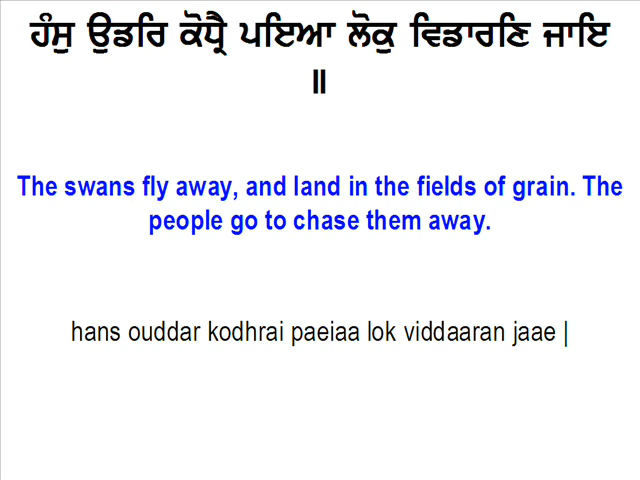 ਹੰਸੁ ਉਡਰਿ ਕੋਧ੍ਰੈ ਪਇਆ ਲੋਕੁ ਵਿਡਾਰਣਿ ਜਾਇ
॥
The swans fly away, and land in the fields of grain. The
people go to chase them away.
hans ouddar kodhrai paeiaa lok viddaaran jaae |